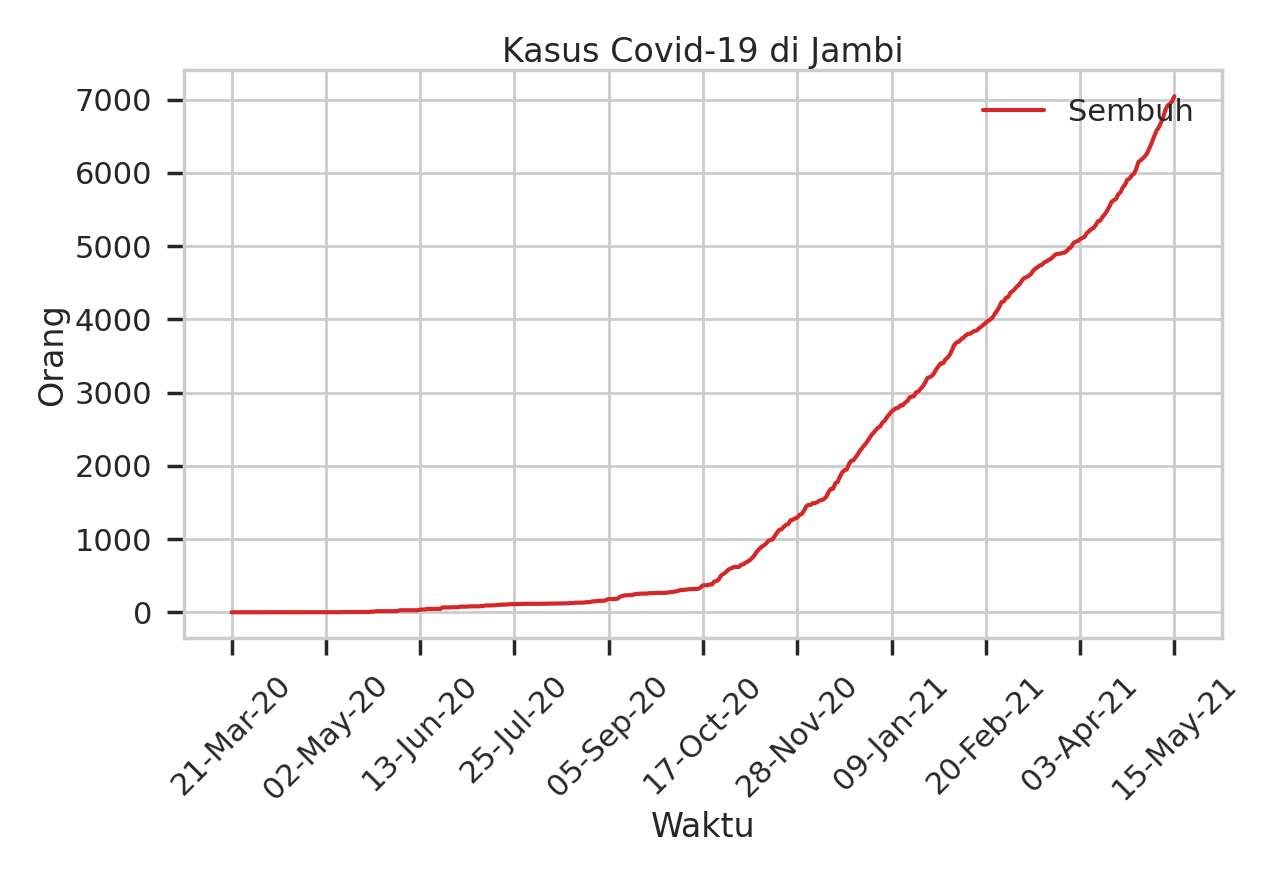 Kasus Covid-19 di Jambi
Sembuh
Orang
7000
6000
5000
4000
3000
2000
1000
0
21-Mar-20
02-May-20
13-Jun-20
25-Jul-20
05-Sep-20
17-Oct-20
28-Nov-20
09-Jan-21
20-Feb-21
03-Apr-21
15-May-21
Waktu